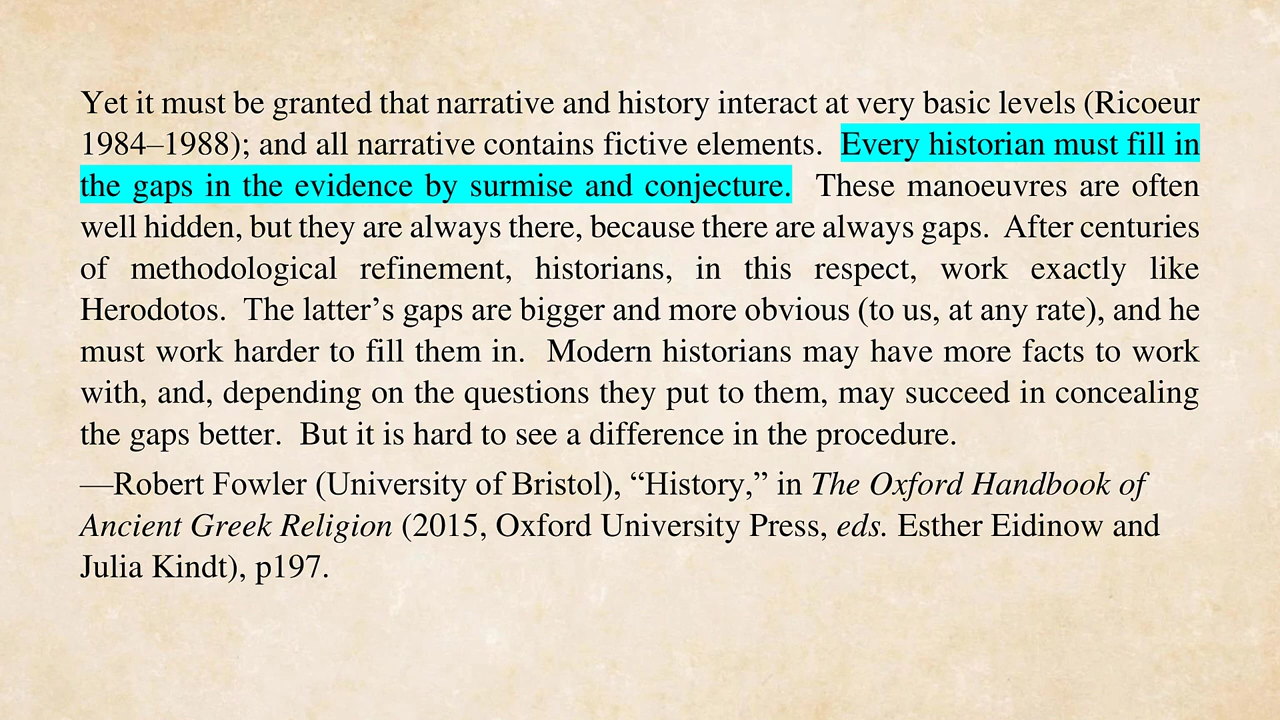 Yet it must be granted that narrative and history interact at very basic levels (Ricoeur
1984–1988); and all narrative contains fictive elements.  Every historian must fill in
the gaps in the evidence by surmise and conjecture.  These manoeuvres are often
well hidden, but they are always there, because there are always gaps.  After centuries
of methodological refinement, historians, in this respect, work exactly like
Herodotos.  The latter’s gaps are bigger and more obvious (to us, at any rate), and he
must work harder to fill them in.  Modern historians may have more facts to work
with, and, depending on the questions they put to them, may succeed in concealing
the gaps better.  But it is hard to see a difference in the procedure.
—Robert Fowler (University of Bristol), “History,” in The Oxford Handbook of
Ancient Greek Religion (2015, Oxford University Press, eds. Esther Eidinow and
Julia Kindt), p197.